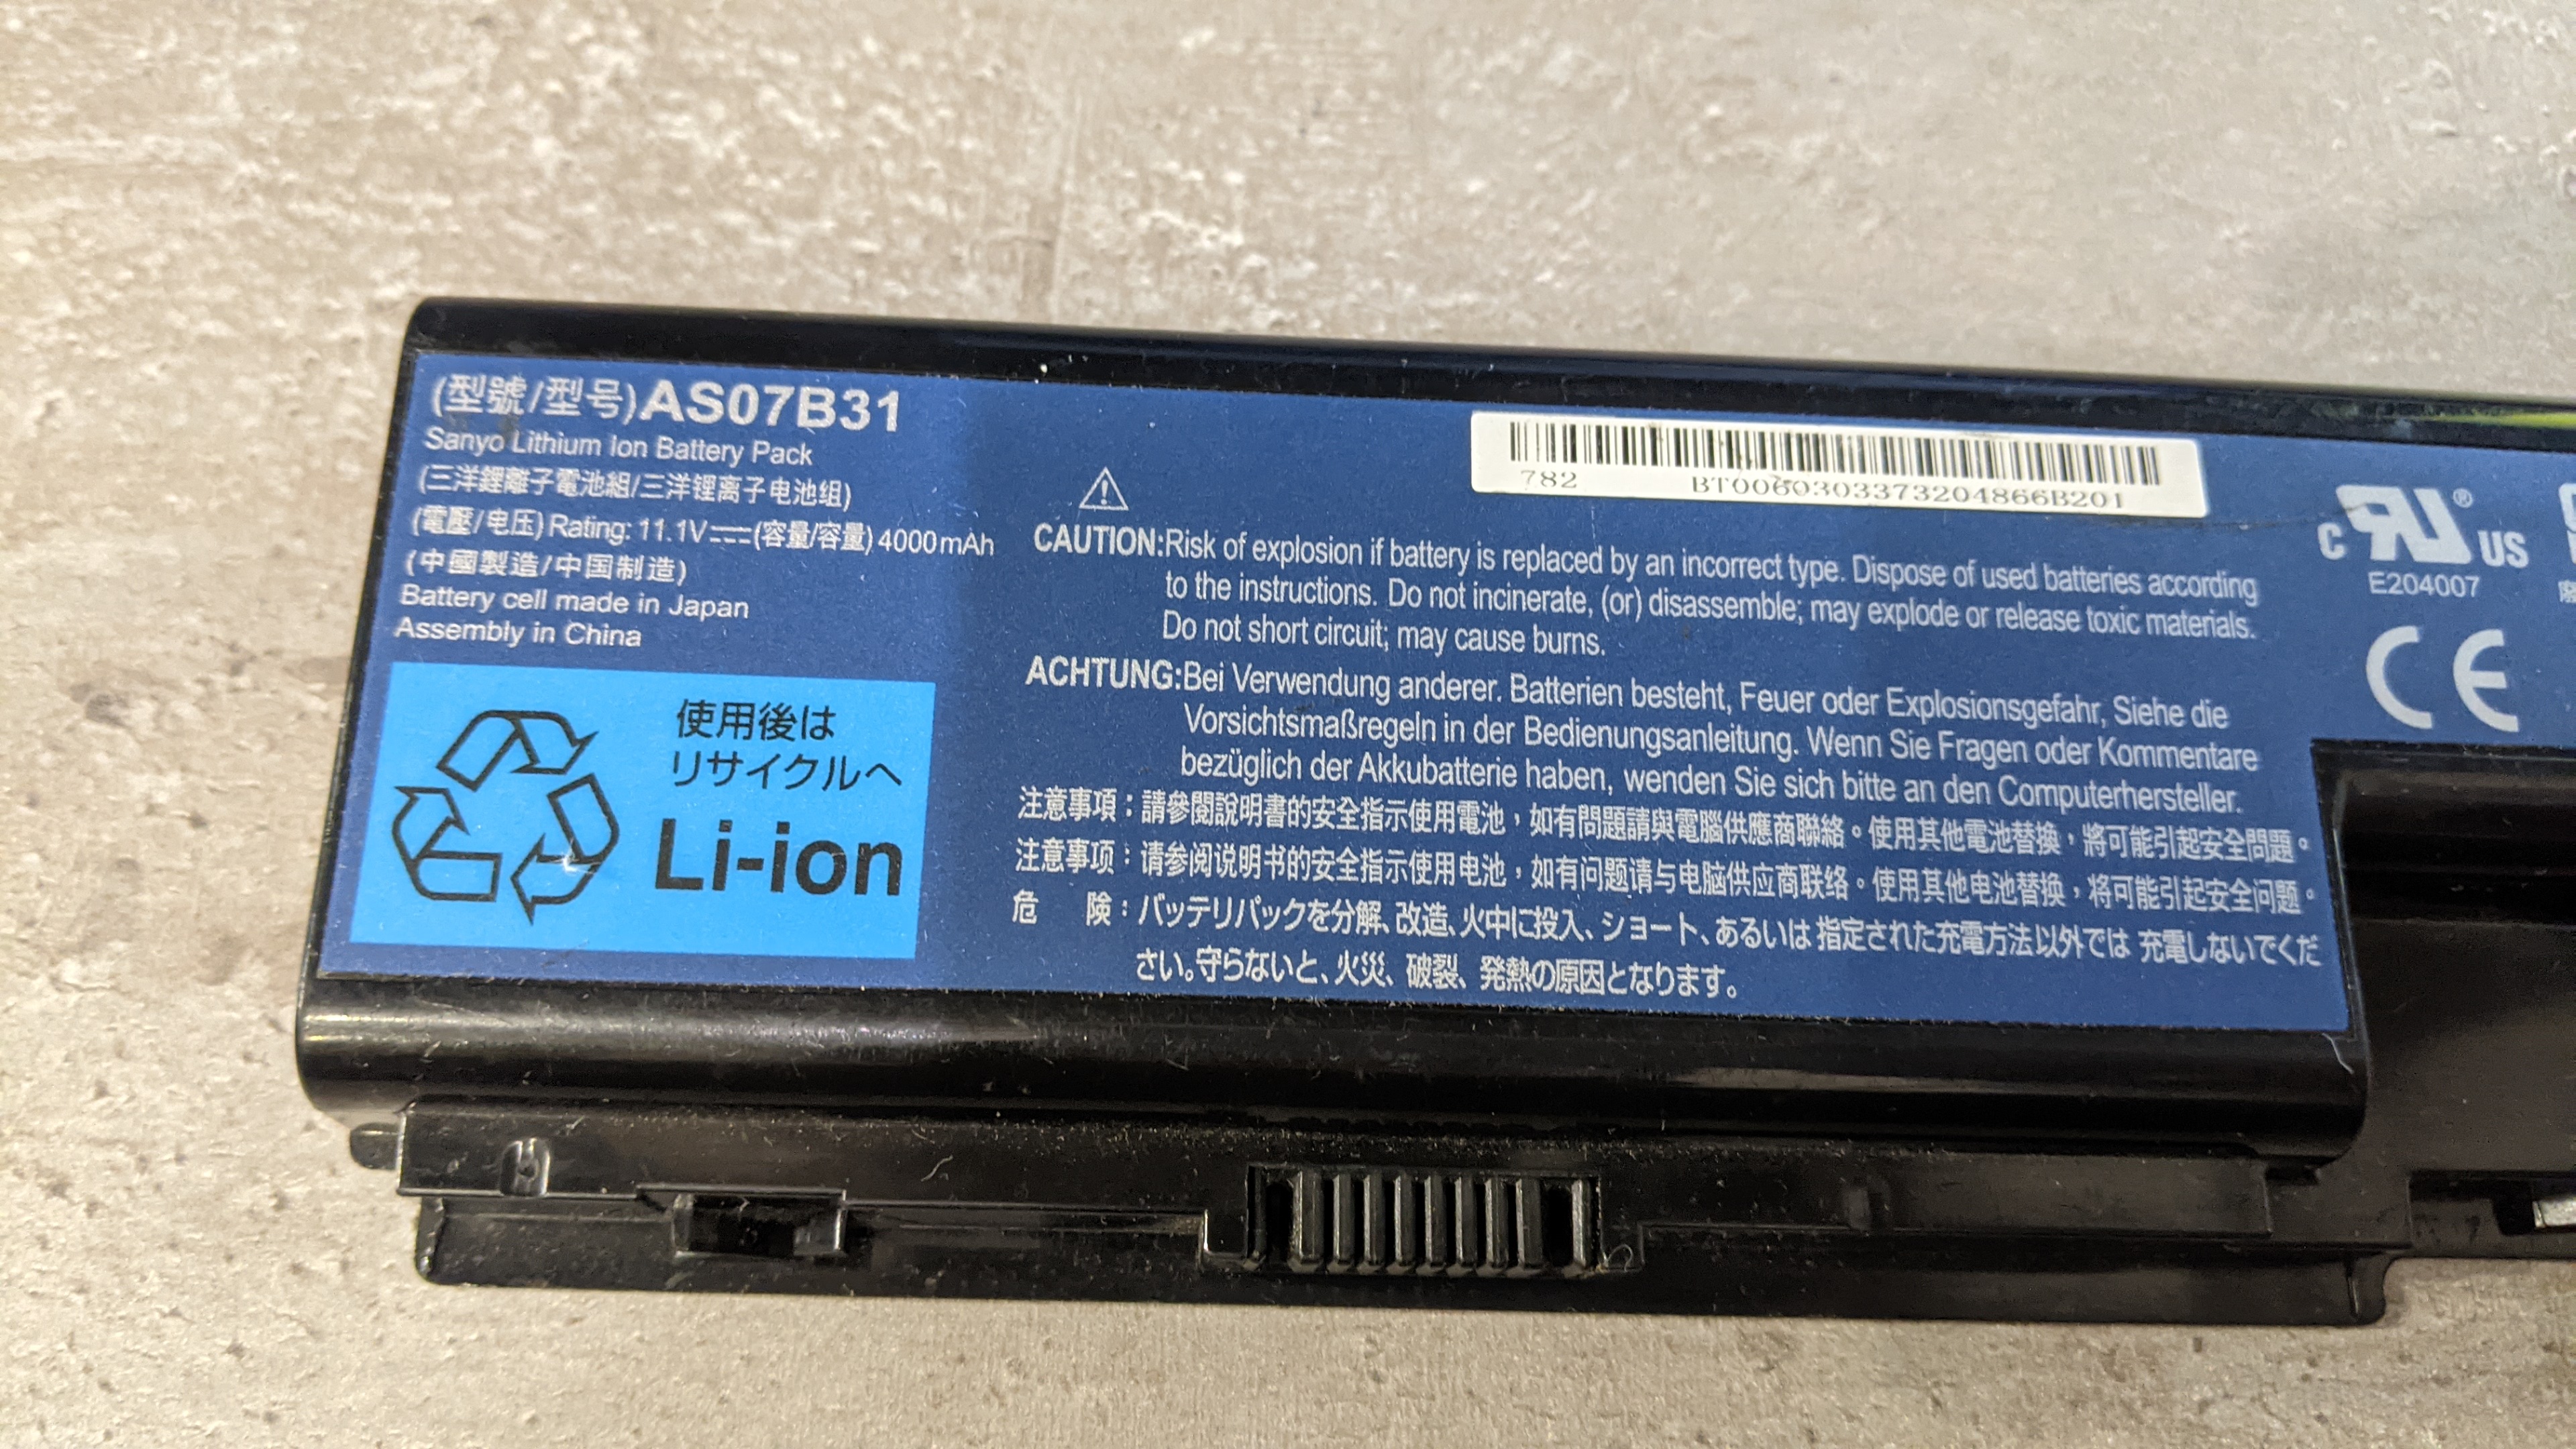 (型號/型号)AS07B31
Sanyo Lithium Ion Battery Pack
(三洋鋰離子電池組/三洋锂离子电池组)
(電壓/电压) Rating: 11.1V⎓(容量/容量) 4000mAh
(中國製造/中国制造)
Battery cell made in Japan
Assembly in China
使用後は
リサイクルへ
Li-ion
782 BT0060303373204866B201
CAUTION:Risk of explosion if battery is replaced by an incorrect type. Dispose of used batteries according
to the instructions. Do not incinerate, (or) disassemble; may explode or release toxic materials.
Do not short circuit; may cause burns.
ACHTUNG:Bei Verwendung anderer. Batterien besteht, Feuer oder Explosionsgefahr, Siehe die
Vorsichtsmaßregeln in der Bedienungsanleitung. Wenn Sie Fragen oder Kommentare
bezüglich der Akkubatterie haben, wenden Sie sich bitte an den Computerhersteller.
注意事項：請參閱說明書的安全指示使用電池，如有問題請與電腦供應商聯絡。使用其他電池替換，將可能引起安全問題。
注意事项：请参阅说明书的安全指示使用电池，如有问题请与电脑供应商联络。使用其他电池替换，将可能引起安全问题。
危 険：バッテリパックを分解、改造、火中に投入、ショート、あるいは 指定された充電方法以外では 充電しないでくだ
さい。守らないと、火災、破裂、発熱の原因となります。
c RU ® US
E204007
CE